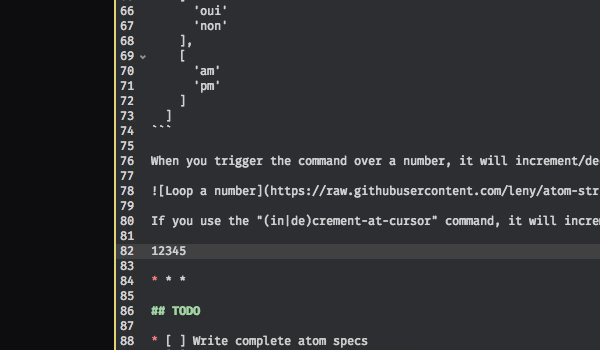 66 'oui'
67 'non'
68 ],
69 [
70 'am'
71 'pm'
72 ]
73 ]
74 ```
75
76 When you trigger the command over a number, it will increment/de
77
78 ![Loop a number](https://raw.githubusercontent.com/leny/atom-str
79
80 If you use the "(in|de)crement-at-cursor" command, it will incre
81
82 12345
83
84 * * *
85
86 ## TODO
87
88 * [ ] Write complete atom specs